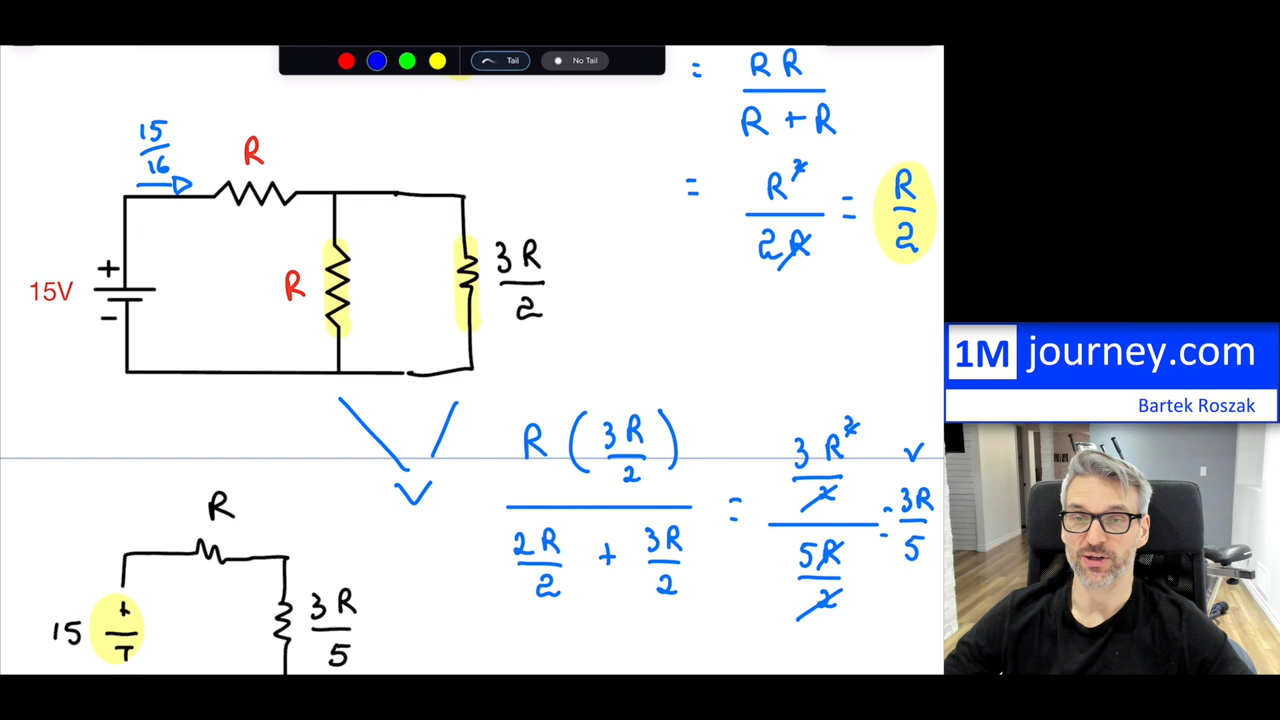 Tail
No Tail
= RR / R + R
= R² / 2R = R / 2
15 / 16
R
15V
+
-
R
3R / 2
R ( 3R / 2 ) / 2R / 2 + 3R / 2 = 3R² / 2 / 5R / 2 = 3R / 5
R
15
+
3R / 5
1M journey.com
Bartek Roszak